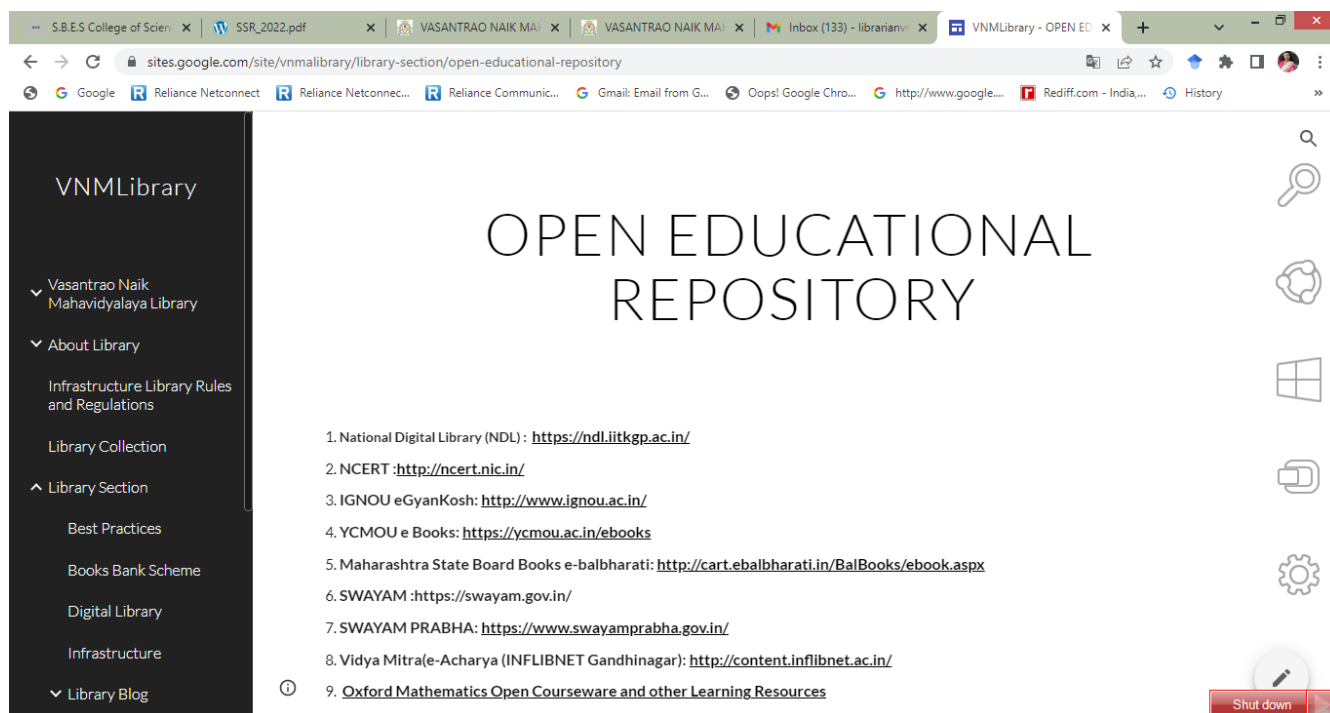 S.B.E.S College of Scien
SSR_2022.pdf
VASANTRAO NAIK MAH
VASANTRAO NAIK MAH
Inbox (133) - librarianvn
VNMLibrary - OPEN ED
sites.google.com/site/vnmalibrary/library-section/open-educational-repository
Google
Reliance Netconnect
Reliance Netconnec...
Reliance Communic...
Gmail: Email from G...
Oops! Google Chro...
http://www.google....
Rediff.com - India,...
History
»
VNMLibrary
Vasantrao Naik
Mahavidyalaya Library
About Library
Infrastructure Library Rules
and Regulations
Library Collection
Library Section
Best Practices
Books Bank Scheme
Digital Library
Infrastructure
Library Blog
OPEN EDUCATIONAL
REPOSITORY
1. National Digital Library (NDL) : https://ndl.iitkgp.ac.in/
2. NCERT :http://ncert.nic.in/
3. IGNOU eGyanKosh: http://www.ignou.ac.in/
4. YCMOU e Books: https://ycmou.ac.in/ebooks
5. Maharashtra State Board Books e-balbharati: http://cart.ebalbharati.in/BalBooks/ebook.aspx
6. SWAYAM :https://swayam.gov.in/
7. SWAYAM PRABHA: https://www.swayamprabha.gov.in/
8. Vidya Mitra(e-Acharya (INFLIBNET Gandhinagar): http://content.inflibnet.ac.in/
9. Oxford Mathematics Open Courseware and other Learning Resources
Shut down